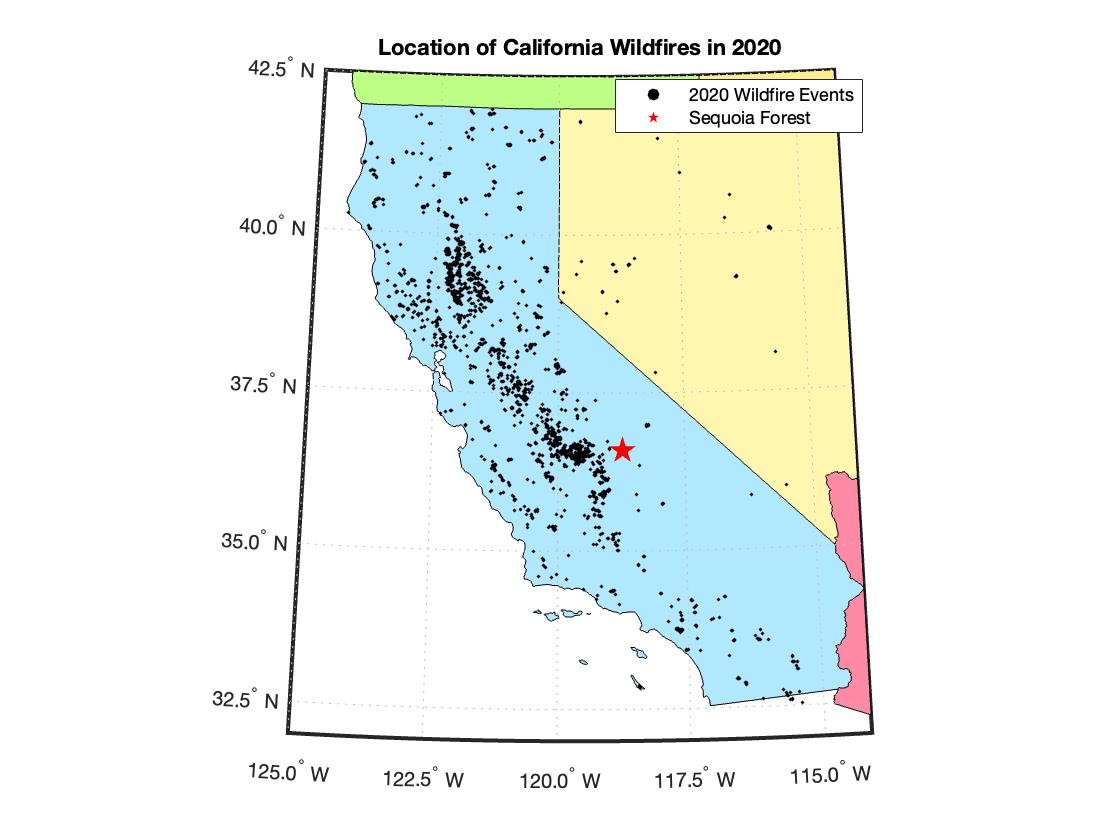 Location of California Wildfires in 2020
42.5° N
2020 Wildfire Events
Sequoia Forest
40.0° N
37.5° N
35.0° N
32.5° N
125.0° W 122.5° W 120.0° W 117.5° W 115.0° W